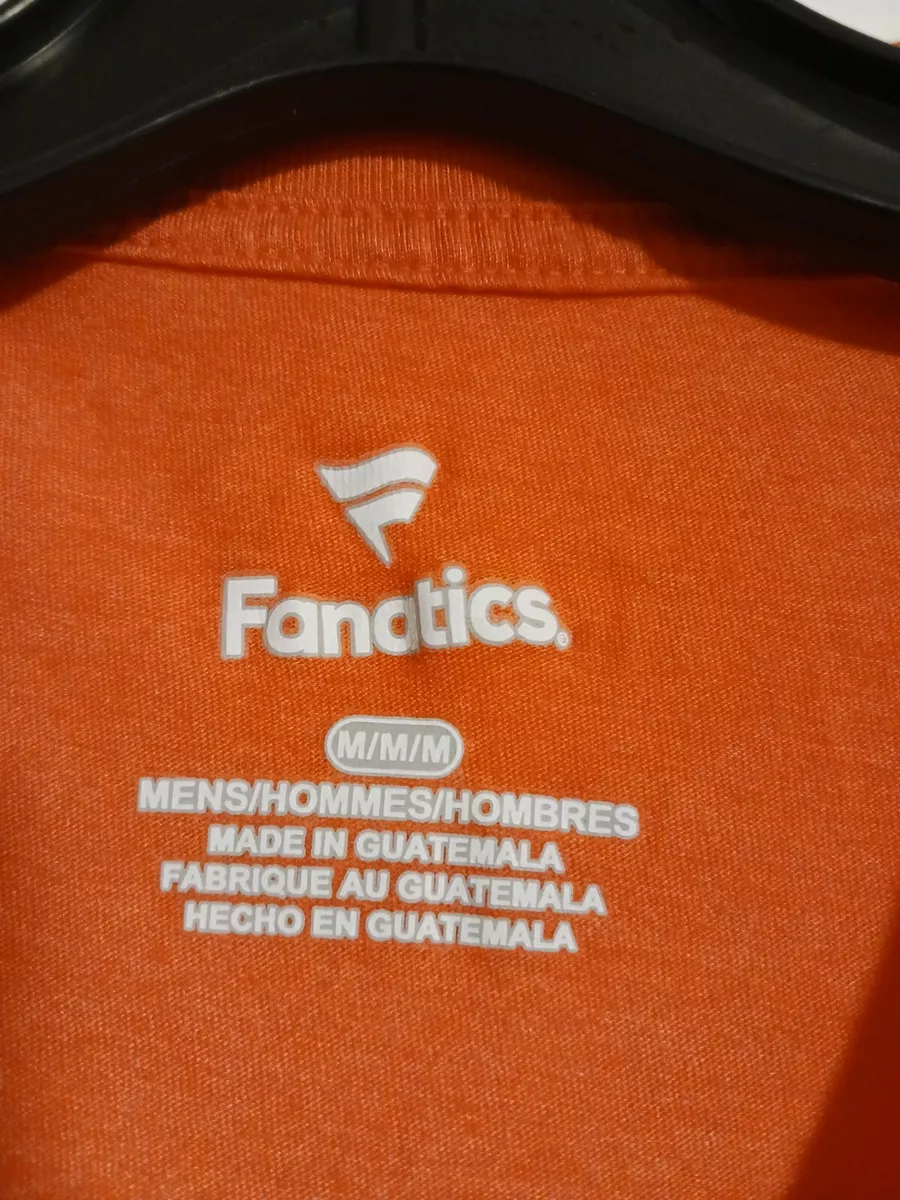 Fanatics®
M/M/M
MENS/HOMMES/HOMBRES
MADE IN GUATEMALA
FABRIQUE AU GUATEMALA
HECHO EN GUATEMALA